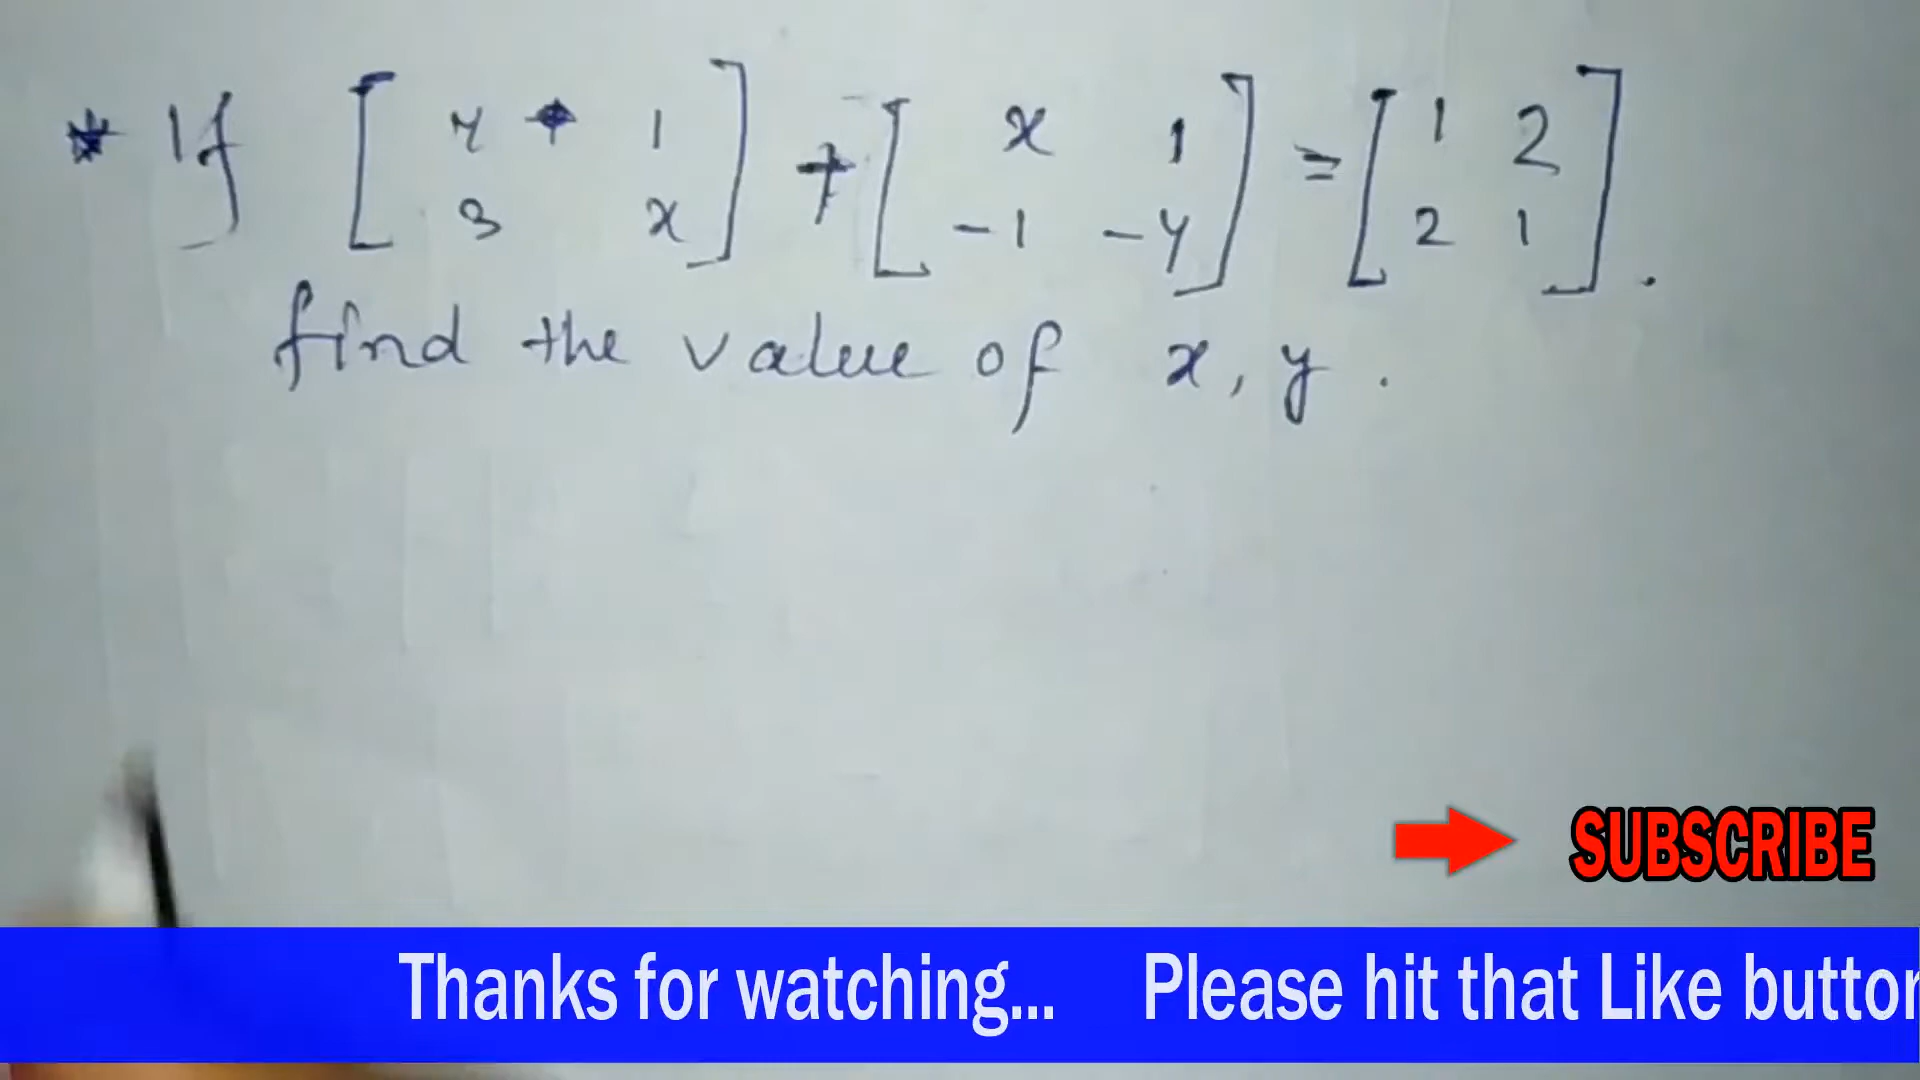 * If [ y 1 ] + [ x 1 ] = [ 1 2 ] .
[ 3 x ] [ -1 -y ] [ 2 1 ]
find the value of x, y .
SUBSCRIBE
Thanks for watching... Please hit that Like button